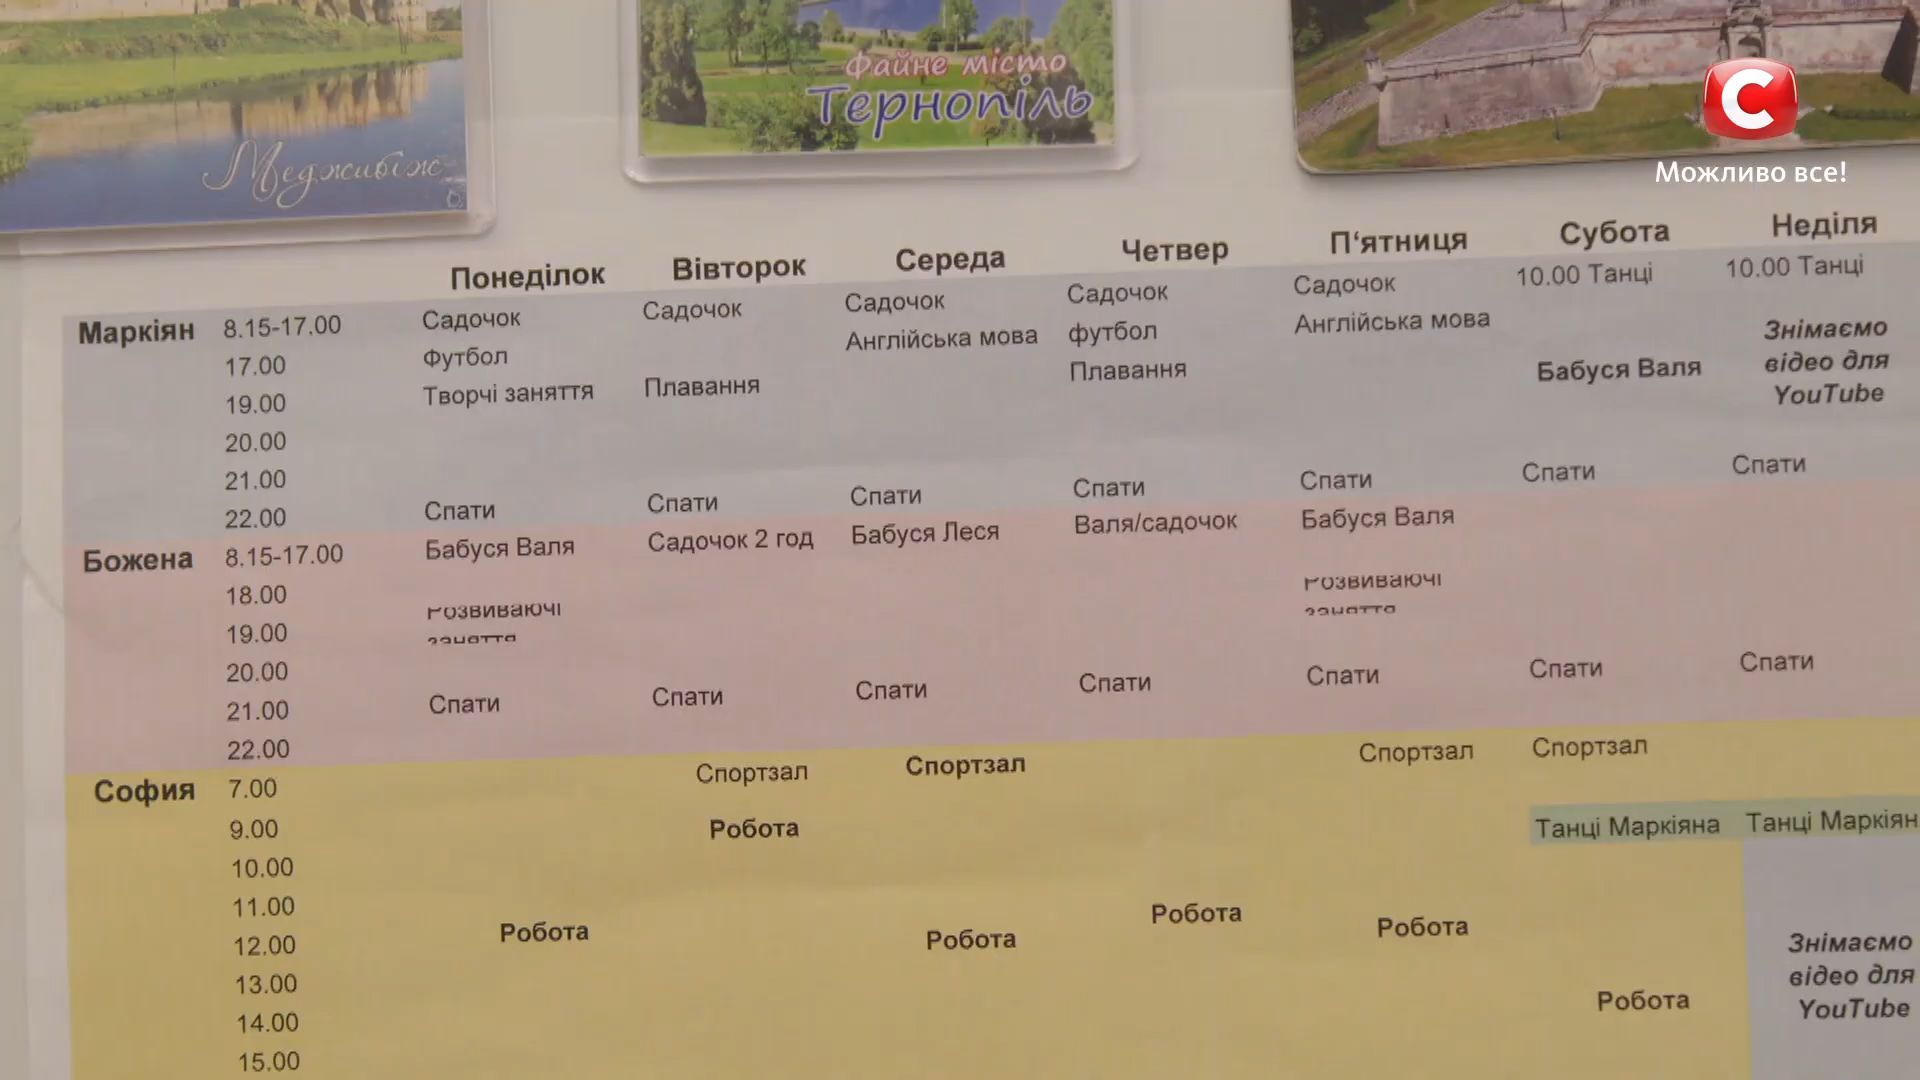 Файне місто
Тернопіль
Меджибіж
С
Можливо все!
Понеділок Вівторок Середа Четвер П‘ятниця Субота Неділя
Маркіян 8.15-17.00 Садочок Садочок Садочок Садочок Садочок 10.00 Танці 10.00 Танці
17.00 Футбол Англійська мова футбол Англійська мова
19.00 Творчі заняття Плавання Плавання Бабуся Валя Знімаємо
відео для
YouTube
20.00
21.00
22.00 Спати Спати Спати Спати Спати Спати Спати
Божена 8.15-17.00 Бабуся Валя Садочок 2 год Бабуся Леся Валя/садочок Бабуся Валя
18.00
19.00 Розвиваючі Розвиваючі
заняття заняття
20.00
21.00 Спати Спати Спати Спати Спати Спати Спати
22.00
София 7.00 Спортзал Спортзал Спортзал Спортзал
9.00 Робота Танці Маркіяна Танці Маркіян
10.00
11.00
12.00 Робота Робота Робота Робота
13.00
14.00 Робота Знімаємо
відео для
YouTube
15.00